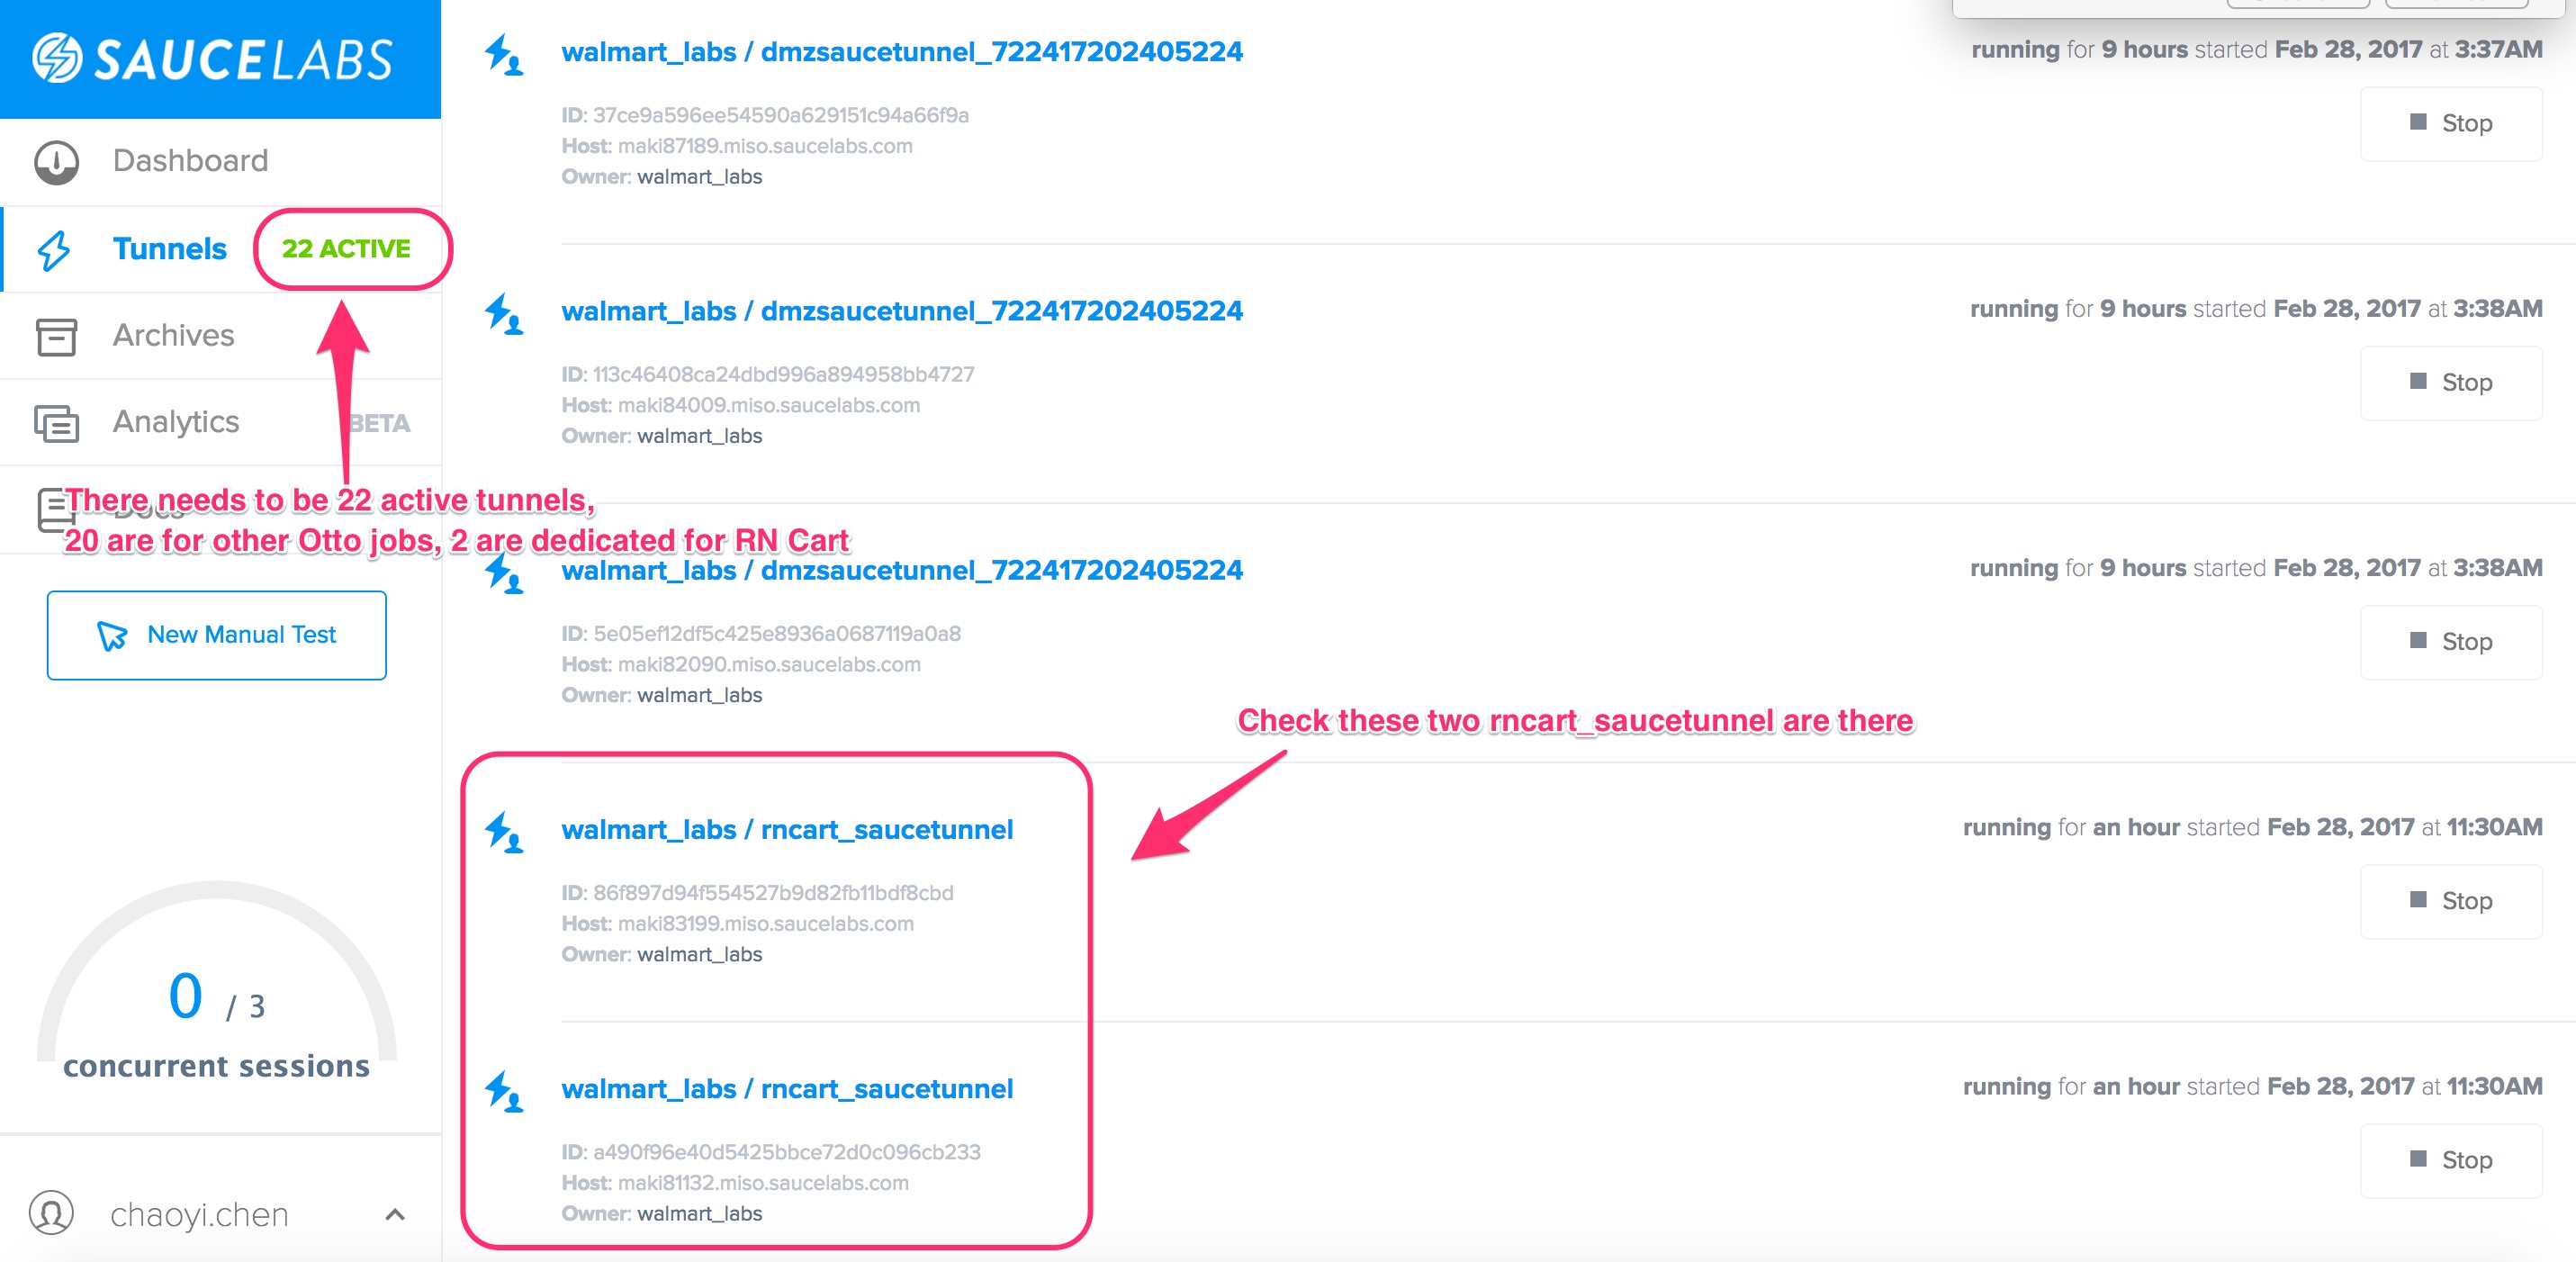 SAUCELABS
Dashboard
Tunnels 22 ACTIVE
Archives
Analytics BETA
Docs
There needs to be 22 active tunnels,
20 are for other Otto jobs, 2 are dedicated for RN Cart
New Manual Test
0 / 3
concurrent sessions
chaoyi.chen
walmart_labs / dmzsaucetunnel_722417202405224
running for 9 hours started Feb 28, 2017 at 3:37AM
ID: 37ce9a596ee54590a629151c94a66f9a
Host: maki87189.miso.saucelabs.com
Owner: walmart_labs
Stop
walmart_labs / dmzsaucetunnel_722417202405224
running for 9 hours started Feb 28, 2017 at 3:38AM
ID: 113c46408ca24dbd996a894958bb4727
Host: maki84009.miso.saucelabs.com
Owner: walmart_labs
Stop
walmart_labs / dmzsaucetunnel_722417202405224
running for 9 hours started Feb 28, 2017 at 3:38AM
ID: 5e05ef12df5c425e8936a0687119a0a8
Host: maki82090.miso.saucelabs.com
Owner: walmart_labs
Stop
Check these two rncart_saucetunnel are there
walmart_labs / rncart_saucetunnel
running for an hour started Feb 28, 2017 at 11:30AM
ID: 86f897d94f554527b9d82fb11bdf8cbd
Host: maki83199.miso.saucelabs.com
Owner: walmart_labs
Stop
walmart_labs / rncart_saucetunnel
running for an hour started Feb 28, 2017 at 11:30AM
ID: a490f96e40d5425bbce72d0c096cb233
Host: maki81132.miso.saucelabs.com
Owner: walmart_labs
Stop